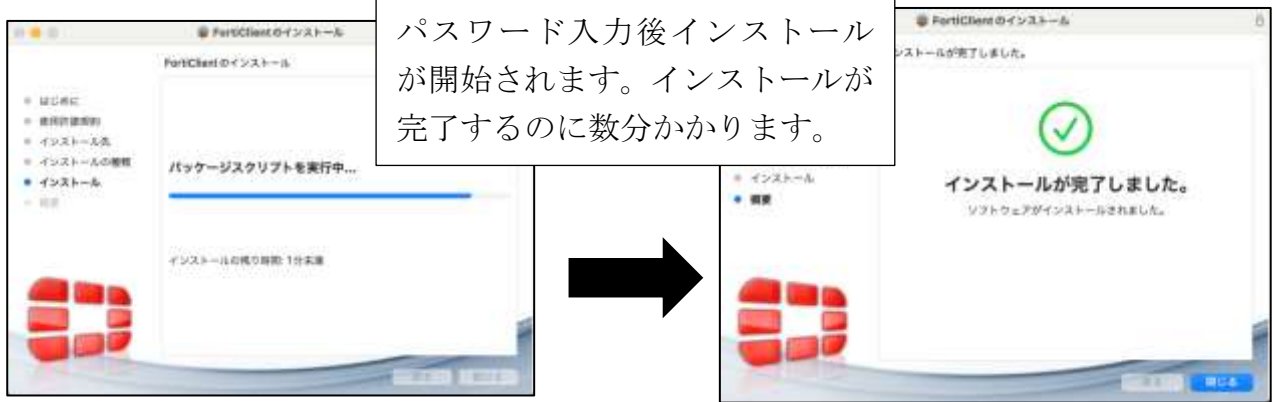 パスワード入力後インストール
が開始されます。インストールが
完了するのに数分かかります。
FortiClientのインストール
FortiClientのインストール
はじめに
使用許諾契約
インストール先
インストールの種類
インストール
概要
パッケージスクリプトを実行中...
インストールの残り時間: 1分未満
戻る
続ける
FortiClientのインストール
ンストールが完了しました。
インストール
概要
インストールが完了しました。
ソフトウェアがインストールされました。
戻る
閉じる